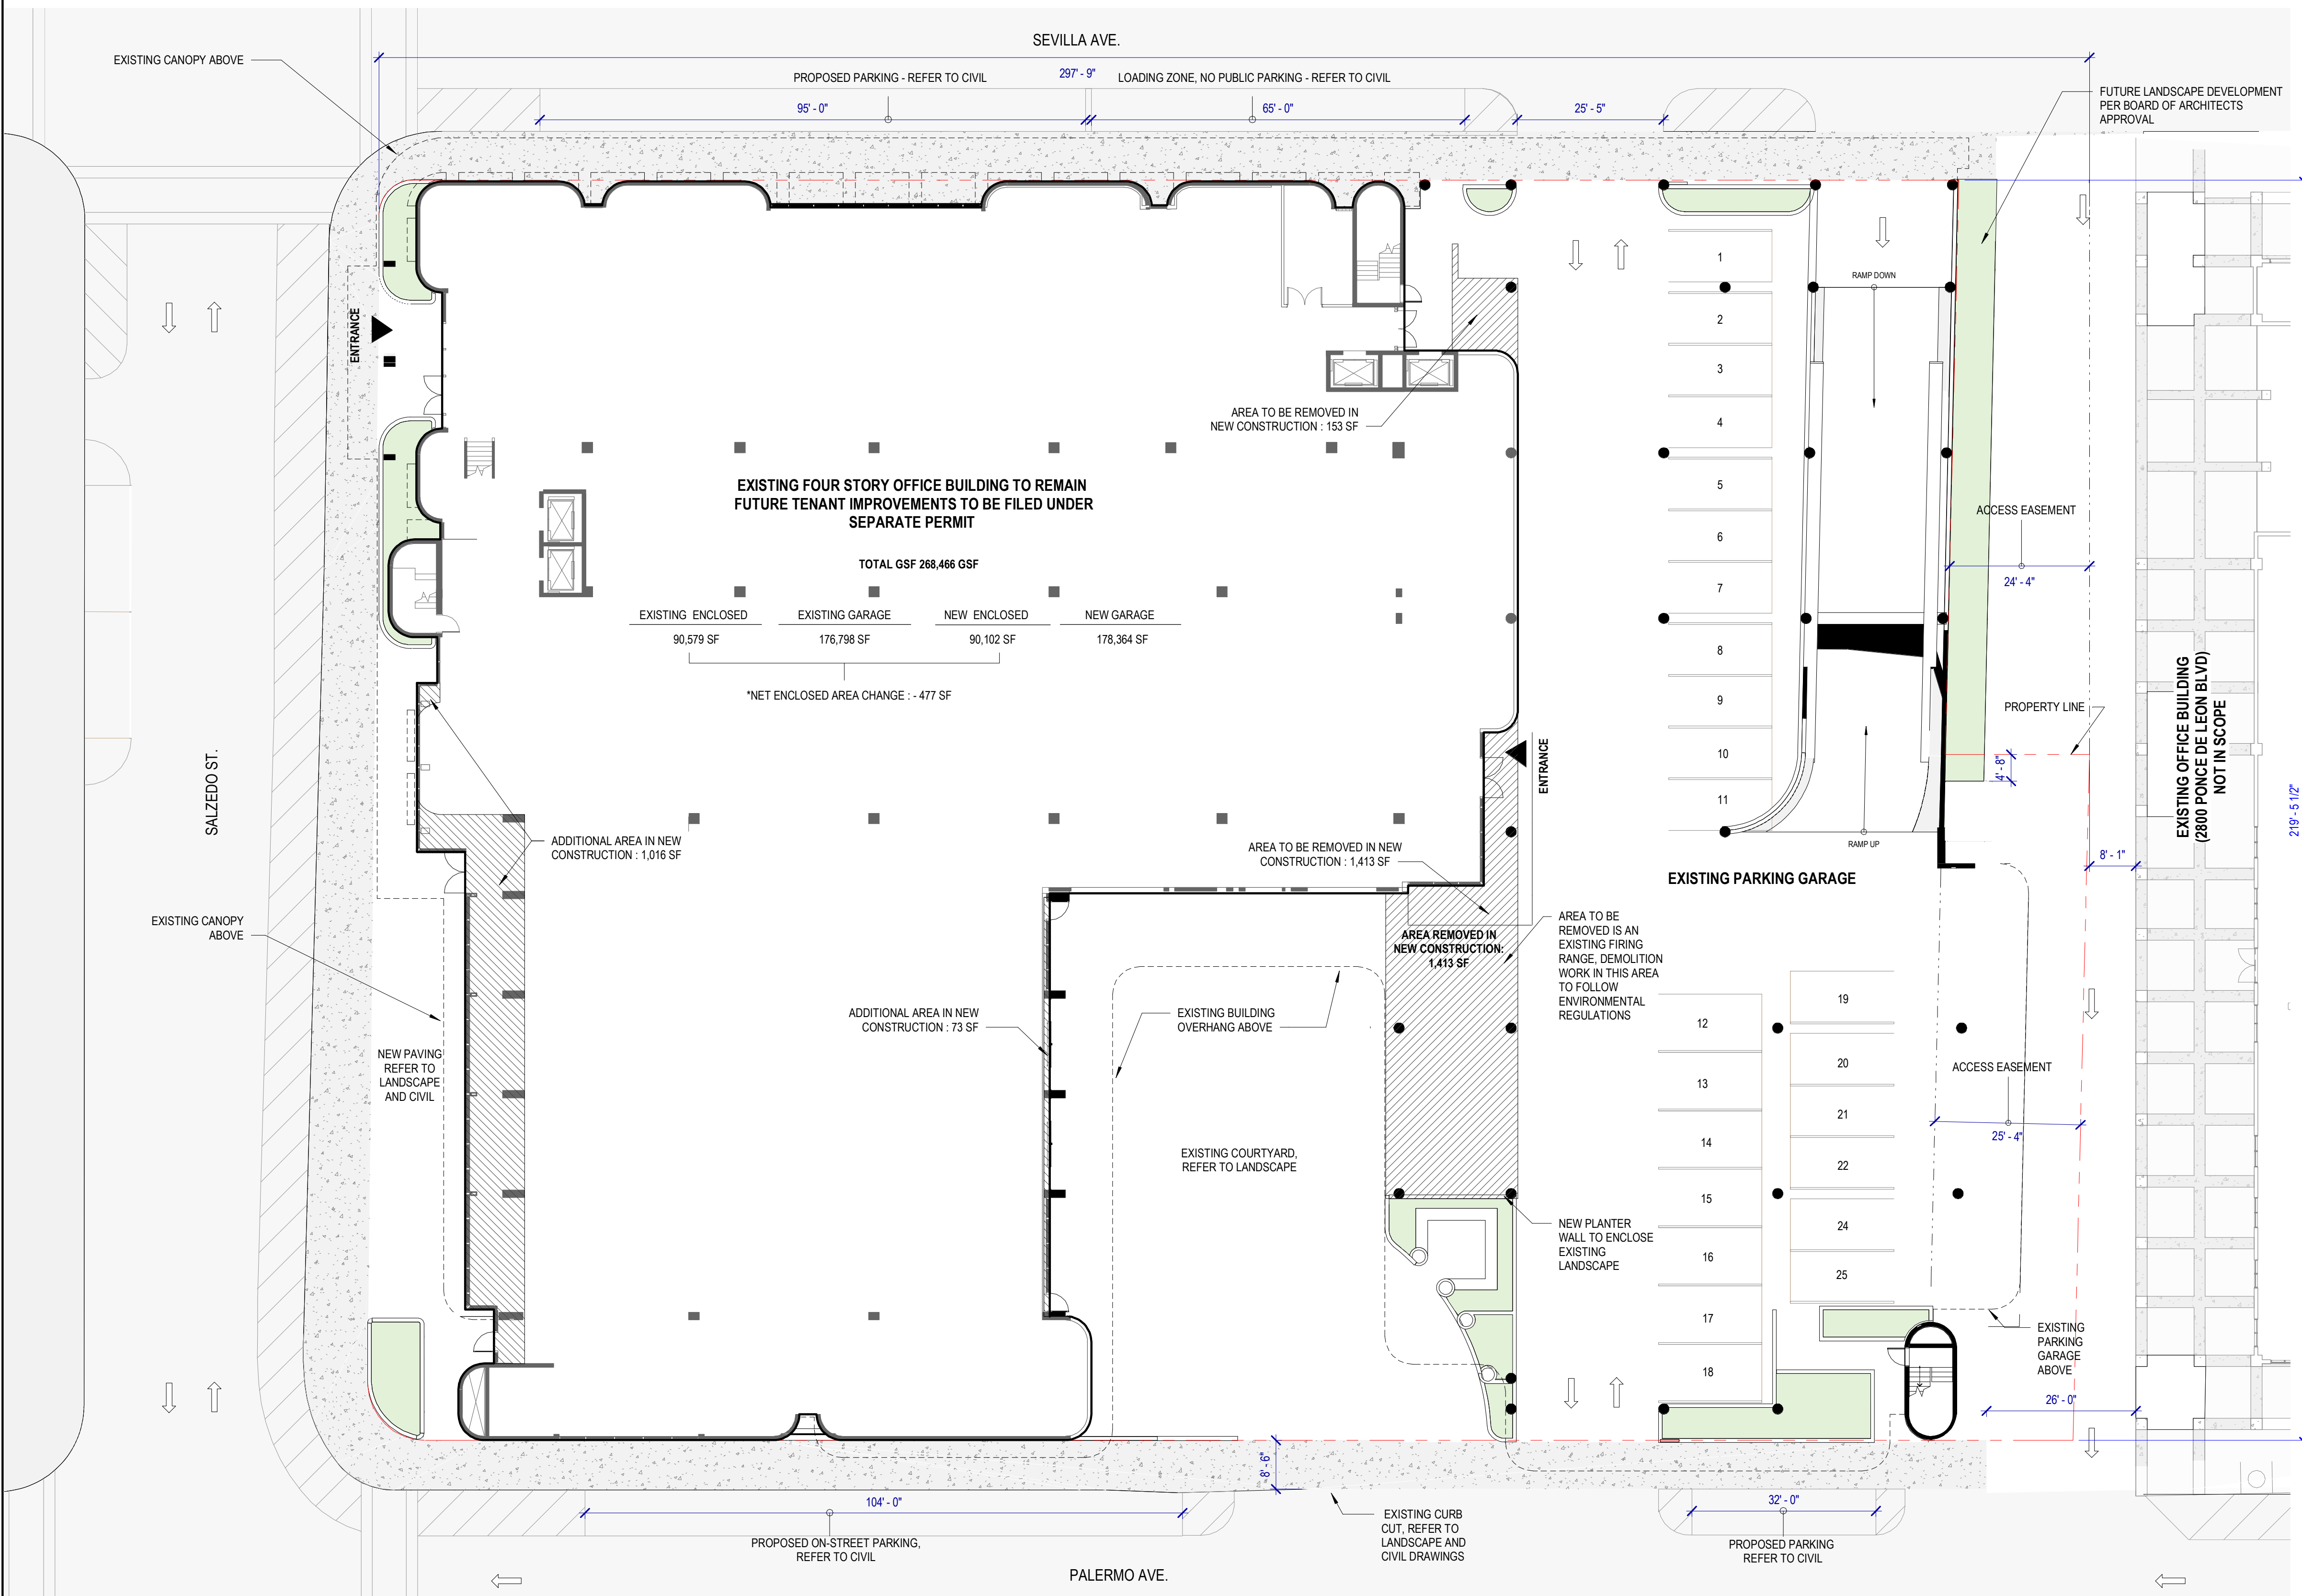 SEVILLA AVE.
EXISTING CANOPY ABOVE
PROPOSED PARKING - REFER TO CIVIL
297' - 9"
LOADING ZONE, NO PUBLIC PARKING - REFER TO CIVIL
95' - 0"
65' - 0"
25' - 5"
FUTURE LANDSCAPE DEVELOPMENT
PER BOARD OF ARCHITECTS
APPROVAL
ENTRANCE
RAMP DOWN
1
2
3
4
5
6
7
8
9
10
11
AREA TO BE REMOVED IN
NEW CONSTRUCTION : 153 SF
EXISTING FOUR STORY OFFICE BUILDING TO REMAIN
FUTURE TENANT IMPROVEMENTS TO BE FILED UNDER
SEPARATE PERMIT
TOTAL GSF 268,466 GSF
EXISTING ENCLOSED
EXISTING GARAGE
NEW ENCLOSED
NEW GARAGE
90,579 SF
176,798 SF
90,102 SF
178,364 SF
*NET ENCLOSED AREA CHANGE : - 477 SF
ACCESS EASEMENT
24' - 4"
PROPERTY LINE
4' - 8"
EXISTING OFFICE BUILDING
(2800 PONCE DE LEON BLVD)
NOT IN SCOPE
219' - 5 1/2"
SALZEDO ST.
ENTRANCE
ADDITIONAL AREA IN NEW
CONSTRUCTION : 1,016 SF
AREA TO BE REMOVED IN NEW
CONSTRUCTION : 1,413 SF
RAMP UP
8' - 1"
EXISTING PARKING GARAGE
EXISTING CANOPY
ABOVE
AREA REMOVED IN
NEW CONSTRUCTION:
1,413 SF
AREA TO BE
REMOVED IS AN
EXISTING FIRING
RANGE, DEMOLITION
WORK IN THIS AREA
TO FOLLOW
ENVIRONMENTAL
REGULATIONS
ADDITIONAL AREA IN NEW
CONSTRUCTION : 73 SF
EXISTING BUILDING
OVERHANG ABOVE
12
13
14
15
16
17
18
19
20
21
22
24
25
NEW PAVING
REFER TO
LANDSCAPE
AND CIVIL
ACCESS EASEMENT
25' - 4"
EXISTING COURTYARD,
REFER TO LANDSCAPE
NEW PLANTER
WALL TO ENCLOSE
EXISTING
LANDSCAPE
EXISTING
PARKING
GARAGE
ABOVE
26' - 0"
8' - 6"
104' - 0"
32' - 0"
PROPOSED ON-STREET PARKING,
REFER TO CIVIL
EXISTING CURB
CUT, REFER TO
LANDSCAPE AND
CIVIL DRAWINGS
PROPOSED PARKING
REFER TO CIVIL
PALERMO AVE.